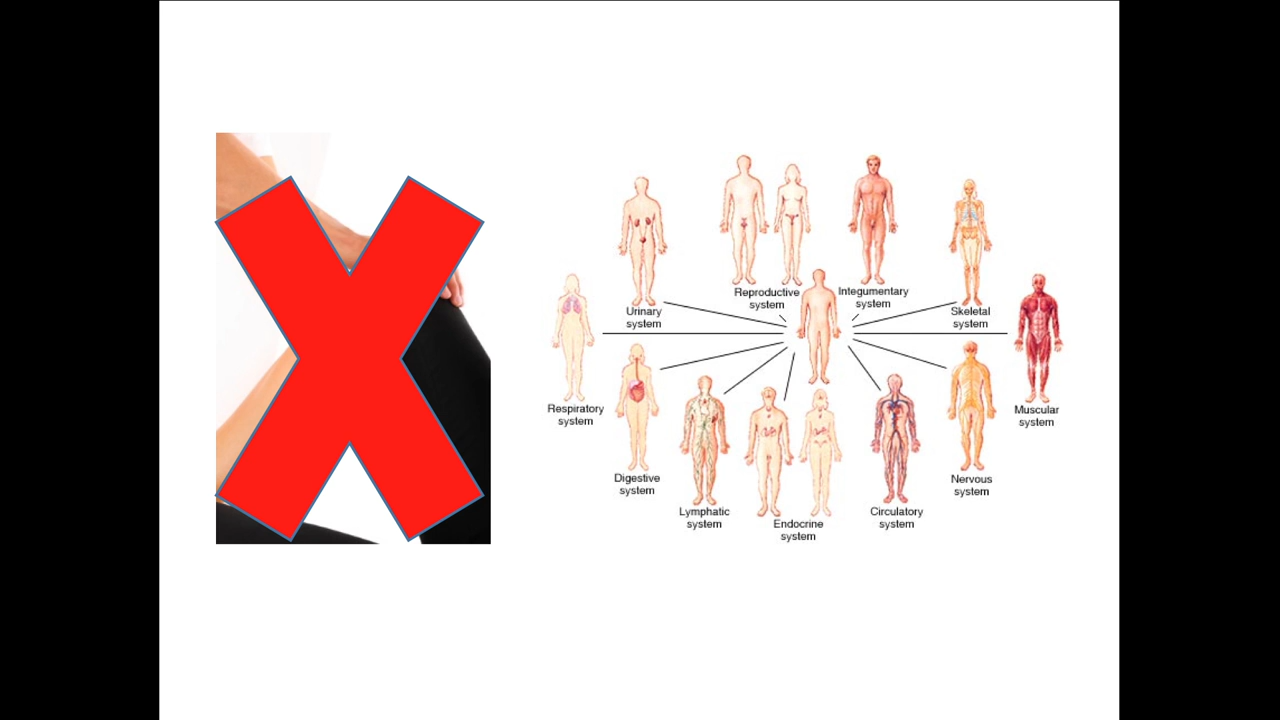 Reproductive
system
Integumentary
system
Urinary
system
Skeletal
system
Respiratory
system
Muscular
system
Digestive
system
Nervous
system
Lymphatic
system
Endocrine
system
Circulatory
system